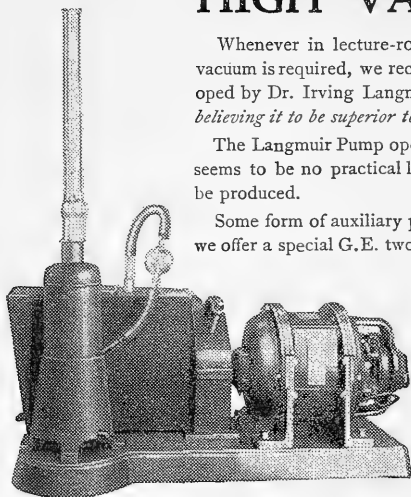 HIGH VA
Whenever in lecture-ro
vacuum is required, we rec
oped by Dr. Irving Langm
believing it to be superior t
The Langmuir Pump ope
seems to be no practical l
be produced.
Some form of auxiliary p
we offer a special G.E. two